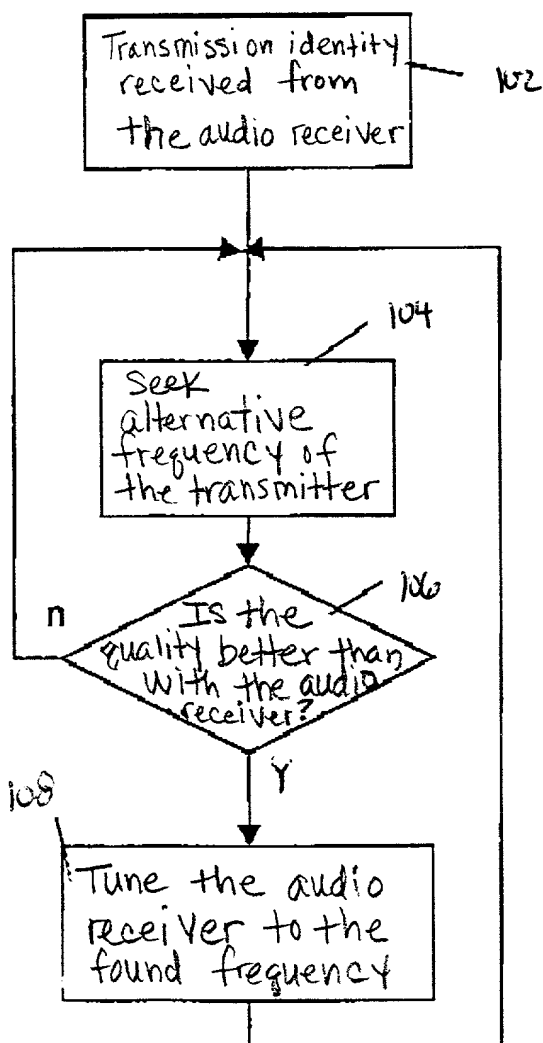 Transmission identity
received from
the audio receiver
102
104
Seek
alternative
frequency of
the transmitter
106
Is the
quality better than
with the audio
receiver?
n
Y
108
Tune the audio
receiver to the
found frequency